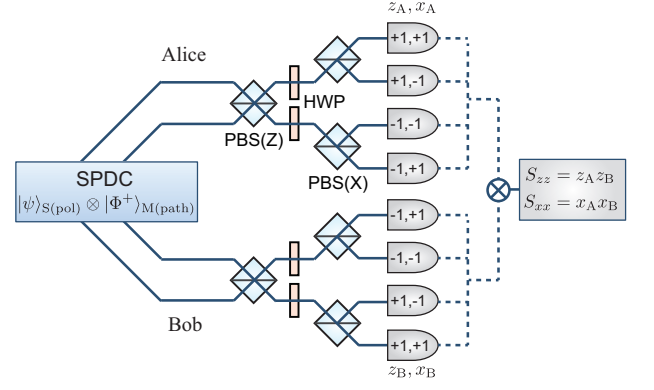 z_A, x_A
+1,+1
Alice
+1,-1
HWP
PBS(Z)
-1,-1
-1,+1
PBS(X)
SPDC
|ψ⟩_S(pol) ⊗ |Φ⁺⟩_M(path)
S_zz = z_A z_B
S_xx = x_A x_B
-1,+1
-1,-1
+1,-1
Bob
+1,+1
z_B, x_B